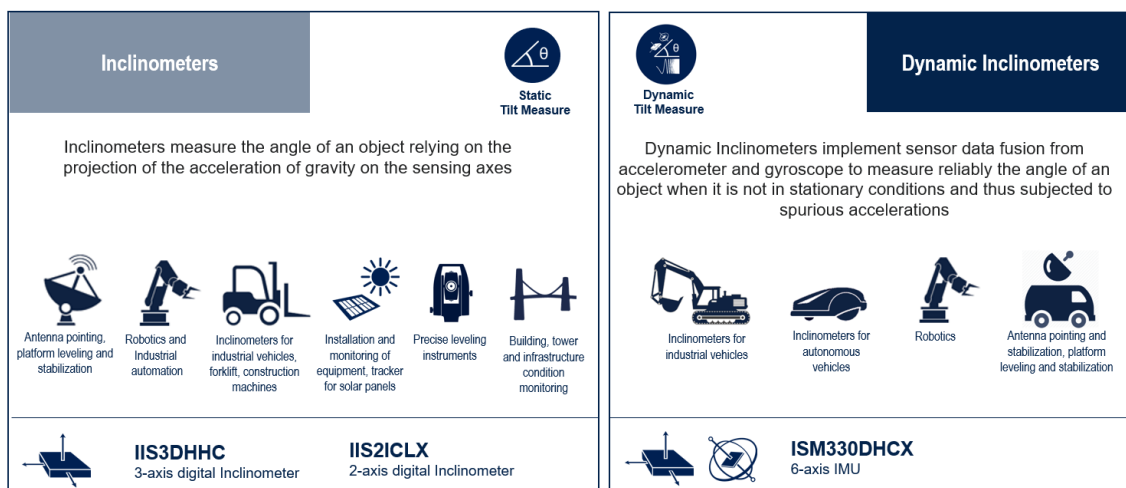 Inclinometers
θ
Static
Tilt Measure
Inclinometers measure the angle of an object relying on the
projection of the acceleration of gravity on the sensing axes
Antenna pointing,
platform leveling and
stabilization
Robotics and
Industrial
automation
Inclinometers for
industrial vehicles,
forklift, construction
machines
Installation and
monitoring of
equipment, tracker
for solar panels
Precise leveling
instruments
Building, tower
and infrastructure
condition
monitoring
IIS3DHHC
3-axis digital Inclinometer
IIS2ICLX
2-axis digital Inclinometer
θ
Dynamic
Tilt Measure
Dynamic Inclinometers
Dynamic Inclinometers implement sensor data fusion from
accelerometer and gyroscope to measure reliably the angle of an
object when it is not in stationary conditions and thus subjected to
spurious accelerations
Inclinometers for
industrial vehicles
Inclinometers for
autonomous
vehicles
Robotics
Antenna pointing and
stabilization, platform
leveling and stabilization
ISM330DHCX
6-axis IMU